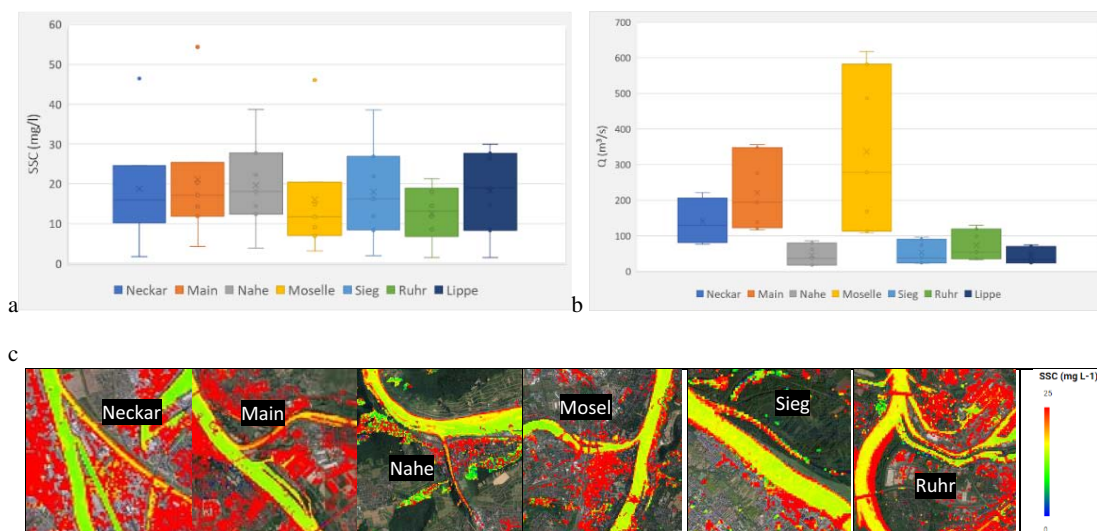 60
50
40
30
20
10
0
SSC (mg/l)
Neckar Main Nahe Moselle Sieg Ruhr Lippe
a
700
600
500
400
300
200
100
0
Q (m³/s)
Neckar Main Nahe Moselle Sieg Ruhr Lippe
b
c
Neckar
Main
Nahe
Mosel
Sieg
Ruhr
SSC (mg L-1)
25
0